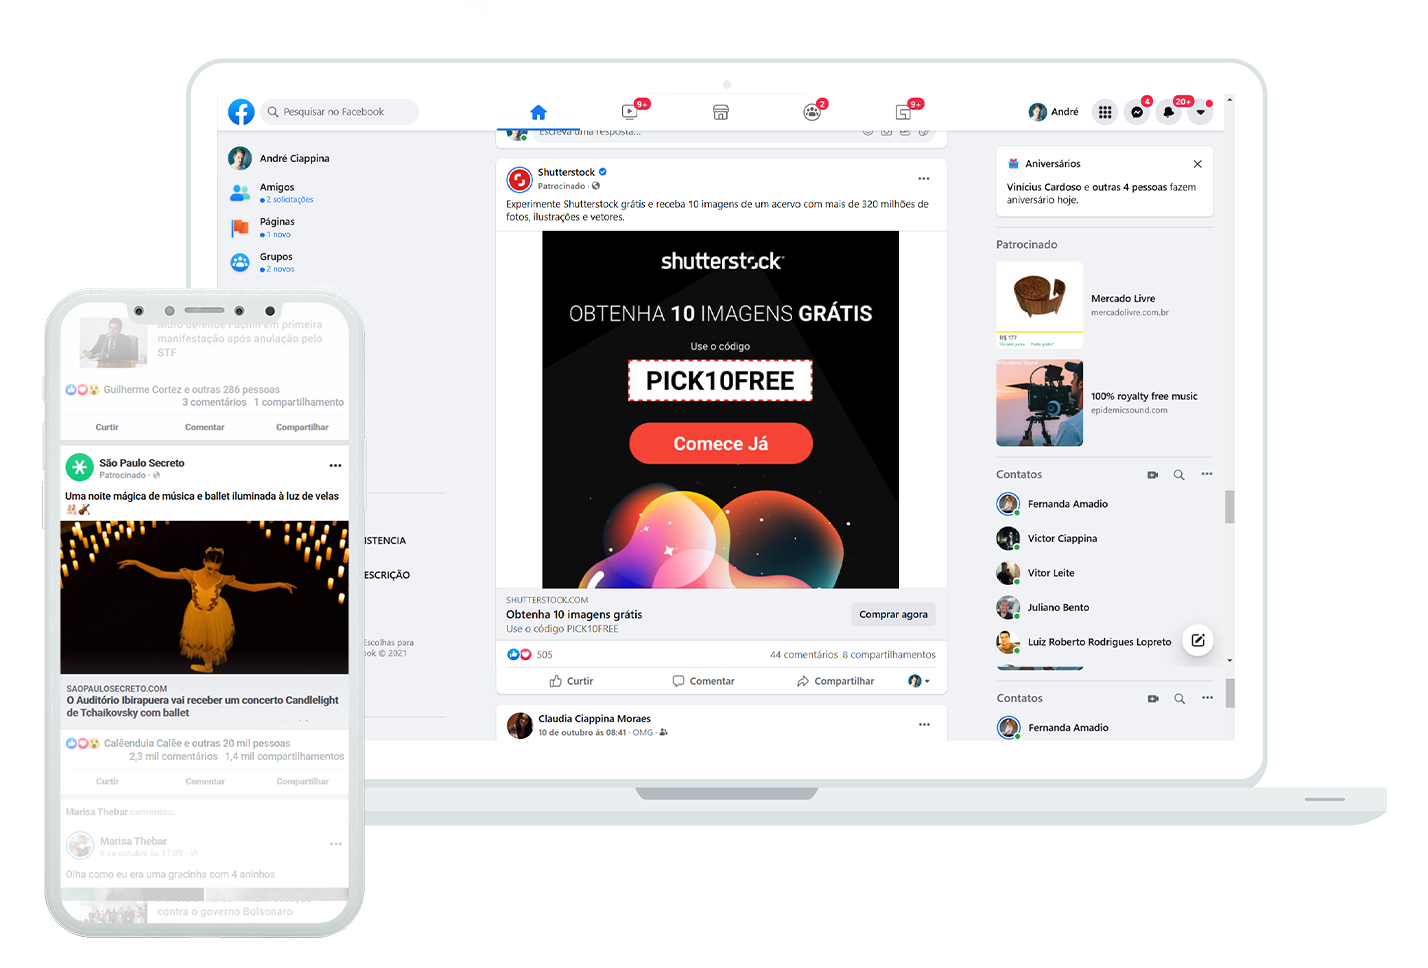 Pesquisar no Facebook
9+
2
9+
André
4
20+
André Ciappina
Amigos
2 solicitações
Páginas
1 novo
Grupos
2 novos
ISTENCIA
ESCRIÇÃO
Escolhas para
ook © 2021
Escreva uma resposta...
Shutterstock
Patrocinado ·
Experimente Shutterstock grátis e receba 10 imagens de um acervo com mais de 320 milhões de
fotos, ilustrações e vetores.
shutterstock
OBTENHA 10 IMAGENS GRÁTIS
Use o código
PICK10FREE
Comece Já
SHUTTERSTOCK.COM
Obtenha 10 imagens grátis
Use o código PICK10FREE
Comprar agora
505
44 comentários 8 compartilhamentos
Curtir
Comentar
Compartilhar
Claudia Ciappina Moraes
10 de outubro às 08:41 · OMG ·
Aniversários
Vinícius Cardoso e outras 4 pessoas fazem
aniversário hoje.
Patrocinado
R$ 177
Mercado Livre
mercadolivre.com.br
100% royalty free music
epidemicsound.com
Contatos
Fernanda Amadio
Victor Ciappina
Vitor Leite
Juliano Bento
Luiz Roberto Rodrigues Lopreto
Contatos
Fernanda Amadio
Moro defende Fachin em primeira
manifestação após anulação pelo
STF
Guilherme Cortez e outras 286 pessoas
3 comentários 1 compartilhamento
Curtir
Comentar
Compartilhar
São Paulo Secreto
Patrocinado ·
Uma noite mágica de música e ballet iluminada à luz de velas
SAOPAULOSECRETO.COM
O Auditório Ibirapuera vai receber um concerto Candlelight
de Tchaikovsky com ballet
Calêendula Calêe e outras 20 mil pessoas
2,3 mil comentários 1,4 mil compartilhamentos
Curtir
Comentar
Compartilhar
Marisa Thebar comentou.
Marisa Thebar
6 de outubro às 17:09 ·
Olha como eu era uma gracinha com 4 aninhos
contra o governo Bolsonaro